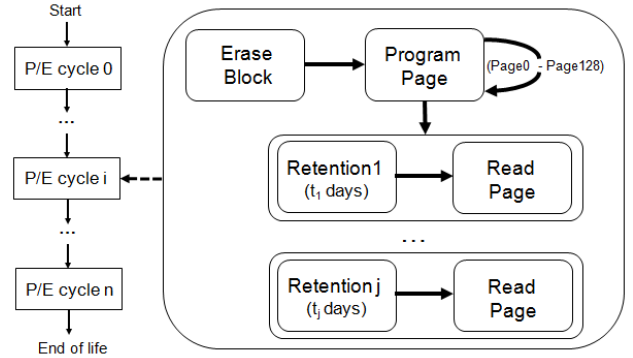 Start
P/E cycle 0
...
P/E cycle i
...
P/E cycle n
End of life
Erase
Block
Program
Page
(Page0 - Page128)
Retention1
(t₁ days)
Read
Page
...
Retention j
(tⱼ days)
Read
Page